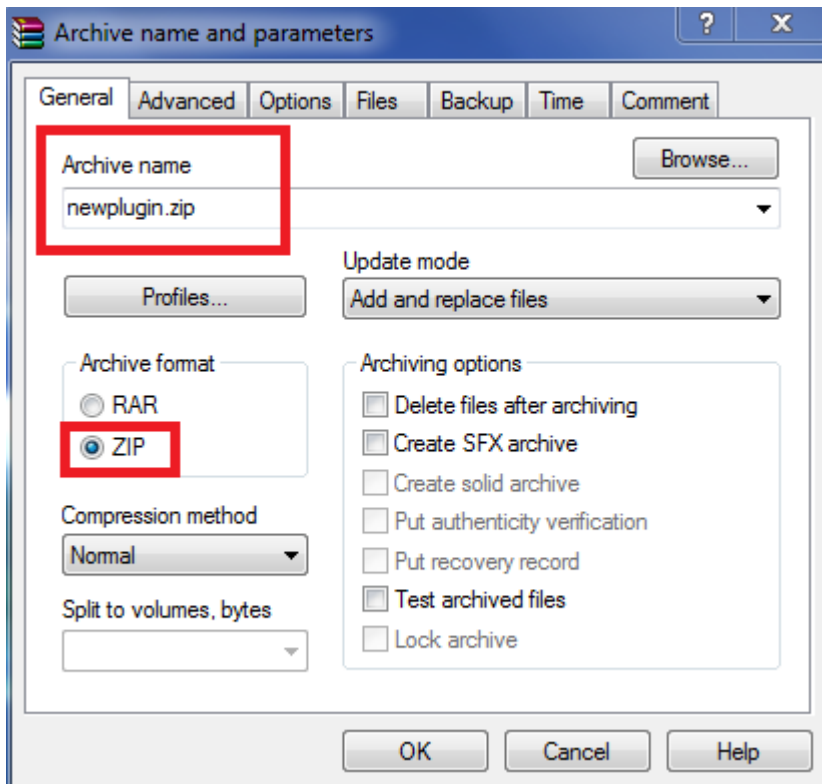 Archive name and parameters
? X
General Advanced Options Files Backup Time Comment
Archive name
Browse...
newplugin.zip
Update mode
Profiles...
Add and replace files
Archive format
RAR
ZIP
Archiving options
Delete files after archiving
Create SFX archive
Create solid archive
Put authenticity verification
Put recovery record
Test archived files
Lock archive
Compression method
Normal
Split to volumes, bytes
OK Cancel Help